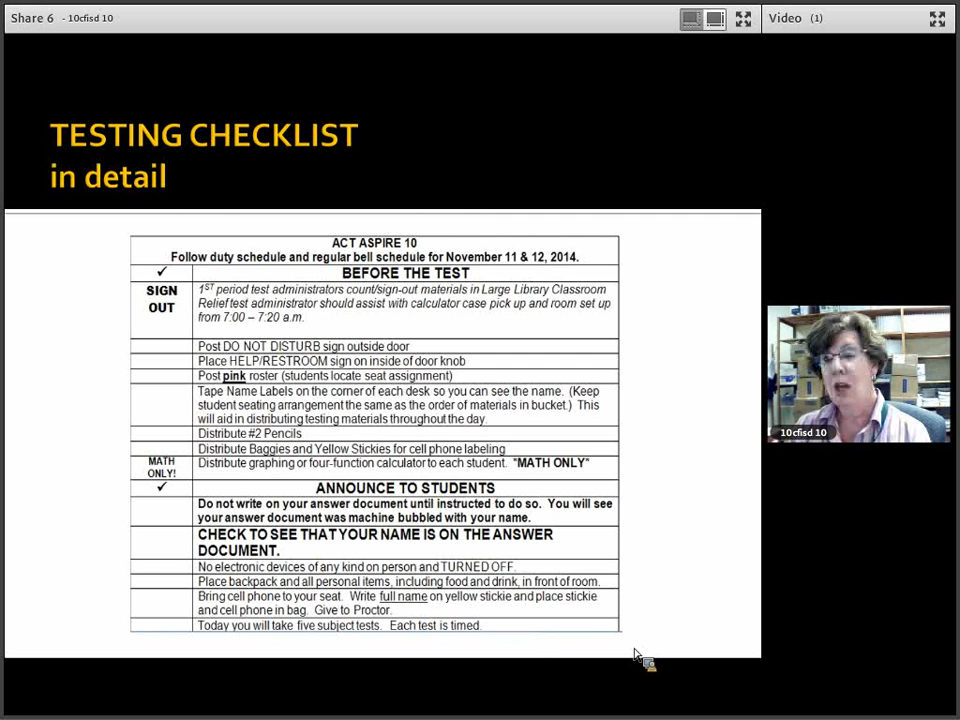 Share 6 - 10cfisd 10
Video (1)
TESTING CHECKLIST
in detail
ACT ASPIRE 10
Follow duty schedule and regular bell schedule for November 11 & 12, 2014.
✓ BEFORE THE TEST
SIGN OUT
1ST period test administrators count/sign-out materials in Large Library Classroom
Relief test administrator should assist with calculator case pick up and room set up
from 7:00 – 7:20 a.m.
Post DO NOT DISTURB sign outside door
Place HELP/RESTROOM sign on inside of door knob
Post pink roster (students locate seat assignment)
Tape Name Labels on the corner of each desk so you can see the name. (Keep
student seating arrangement the same as the order of materials in bucket.) This
will aid in distributing testing materials throughout the day.
Distribute #2 Pencils
Distribute Baggies and Yellow Stickies for cell phone labeling
MATH ONLY!
Distribute graphing or four-function calculator to each student. *MATH ONLY*
✓ ANNOUNCE TO STUDENTS
Do not write on your answer document until instructed to do so. You will see
your answer document was machine bubbled with your name.
CHECK TO SEE THAT YOUR NAME IS ON THE ANSWER
DOCUMENT.
No electronic devices of any kind on person and TURNED OFF.
Place backpack and all personal items, including food and drink, in front of room.
Bring cell phone to your seat. Write full name on yellow stickie and place stickie
and cell phone in bag. Give to Proctor.
Today you will take five subject tests. Each test is timed.
10cfisd 10